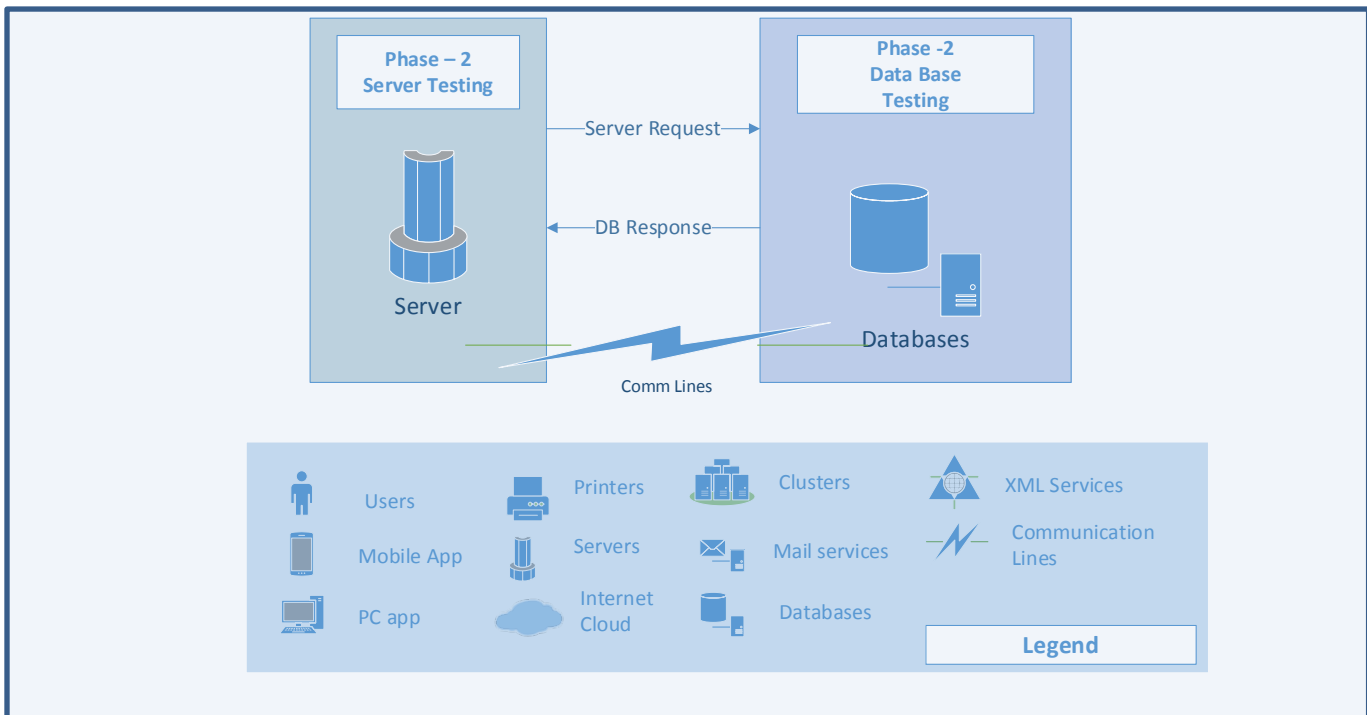 Phase – 2
Server Testing
Phase -2
Data Base
Testing
Server Request
DB Response
Server
Databases
Comm Lines
Users
Printers
Clusters
XML Services
Mobile App
Servers
Mail services
Communication
Lines
PC app
Internet
Cloud
Databases
Legend